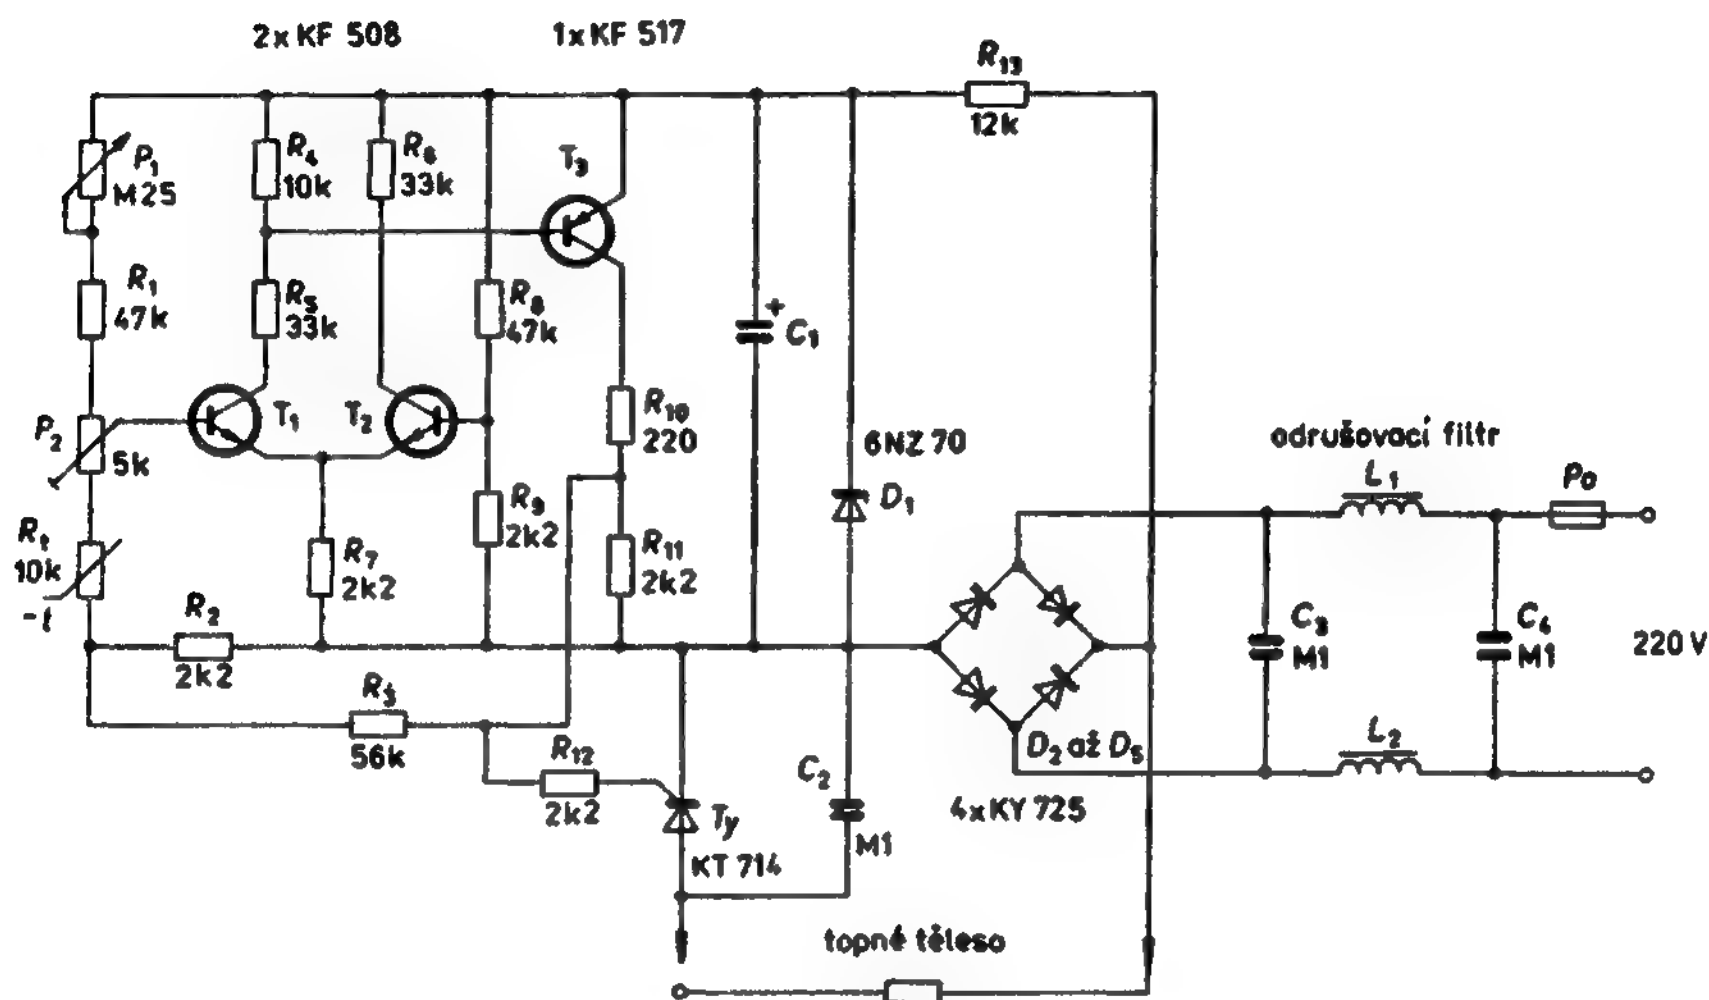 2x KF 508
1x KF 517
R13
12k
P1
M25
R4
10k
R6
33k
T3
R1
47k
R5
33k
R8
47k
+
C1
P2
5k
T1
T2
R10
220
6NZ 70
D1
odrušovací filtr
L1
Po
Rt
10k
-t
R7
2k2
R9
2k2
R11
2k2
R2
2k2
C3
M1
C4
M1
220 V
R3
56k
R12
2k2
D2 až D5
L2
C2
M1
4x KY 725
Ty
KT 714
topné těleso